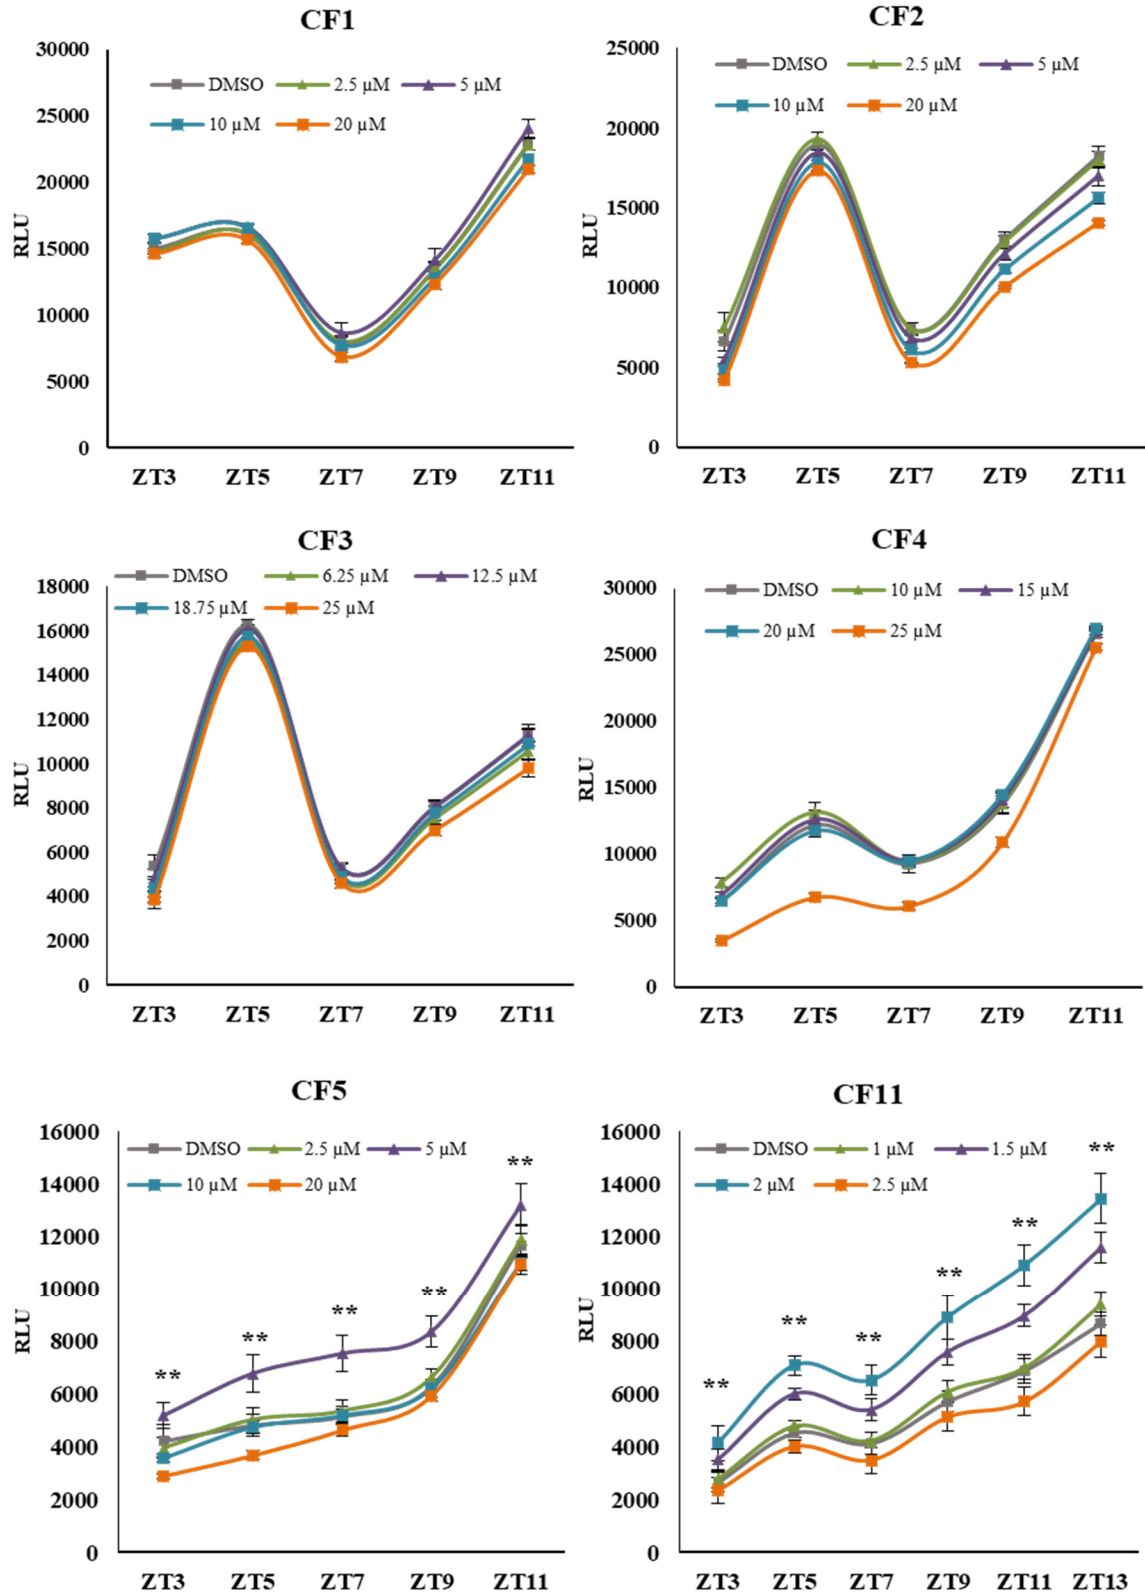 CF1
30000
25000
20000
15000
10000
5000
0
RLU
DMSO 2.5 µM 5 µM
10 µM 20 µM
ZT3 ZT5 ZT7 ZT9 ZT11
CF2
25000
20000
15000
10000
5000
0
RLU
DMSO 2.5 µM 5 µM
10 µM 20 µM
ZT3 ZT5 ZT7 ZT9 ZT11
CF3
18000
16000
14000
12000
10000
8000
6000
4000
2000
0
RLU
DMSO 6.25 µM 12.5 µM
18.75 µM 25 µM
ZT3 ZT5 ZT7 ZT9 ZT11
CF4
30000
25000
20000
15000
10000
5000
0
RLU
DMSO 10 µM 15 µM
20 µM 25 µM
ZT3 ZT5 ZT7 ZT9 ZT11
CF5
16000
14000
12000
10000
8000
6000
4000
2000
0
RLU
DMSO 2.5 µM 5 µM
10 µM 20 µM
** ** ** ** **
ZT3 ZT5 ZT7 ZT9 ZT11
CF11
16000
14000
12000
10000
8000
6000
4000
2000
0
RLU
DMSO 1 µM 1.5 µM
2 µM 2.5 µM
** ** ** ** ** **
ZT3 ZT5 ZT7 ZT9 ZT11 ZT13